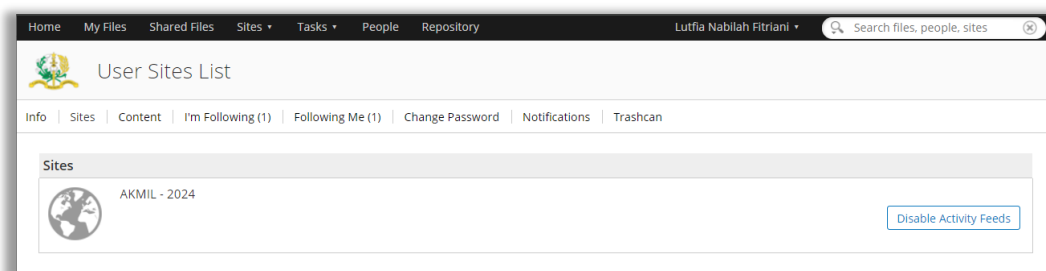 Home My Files Shared Files Sites Tasks People Repository Lutfia Nabilah Fitriani Search files, people, sites
User Sites List
Info Sites Content I'm Following (1) Following Me (1) Change Password Notifications Trashcan
Sites
AKMIL - 2024
Disable Activity Feeds